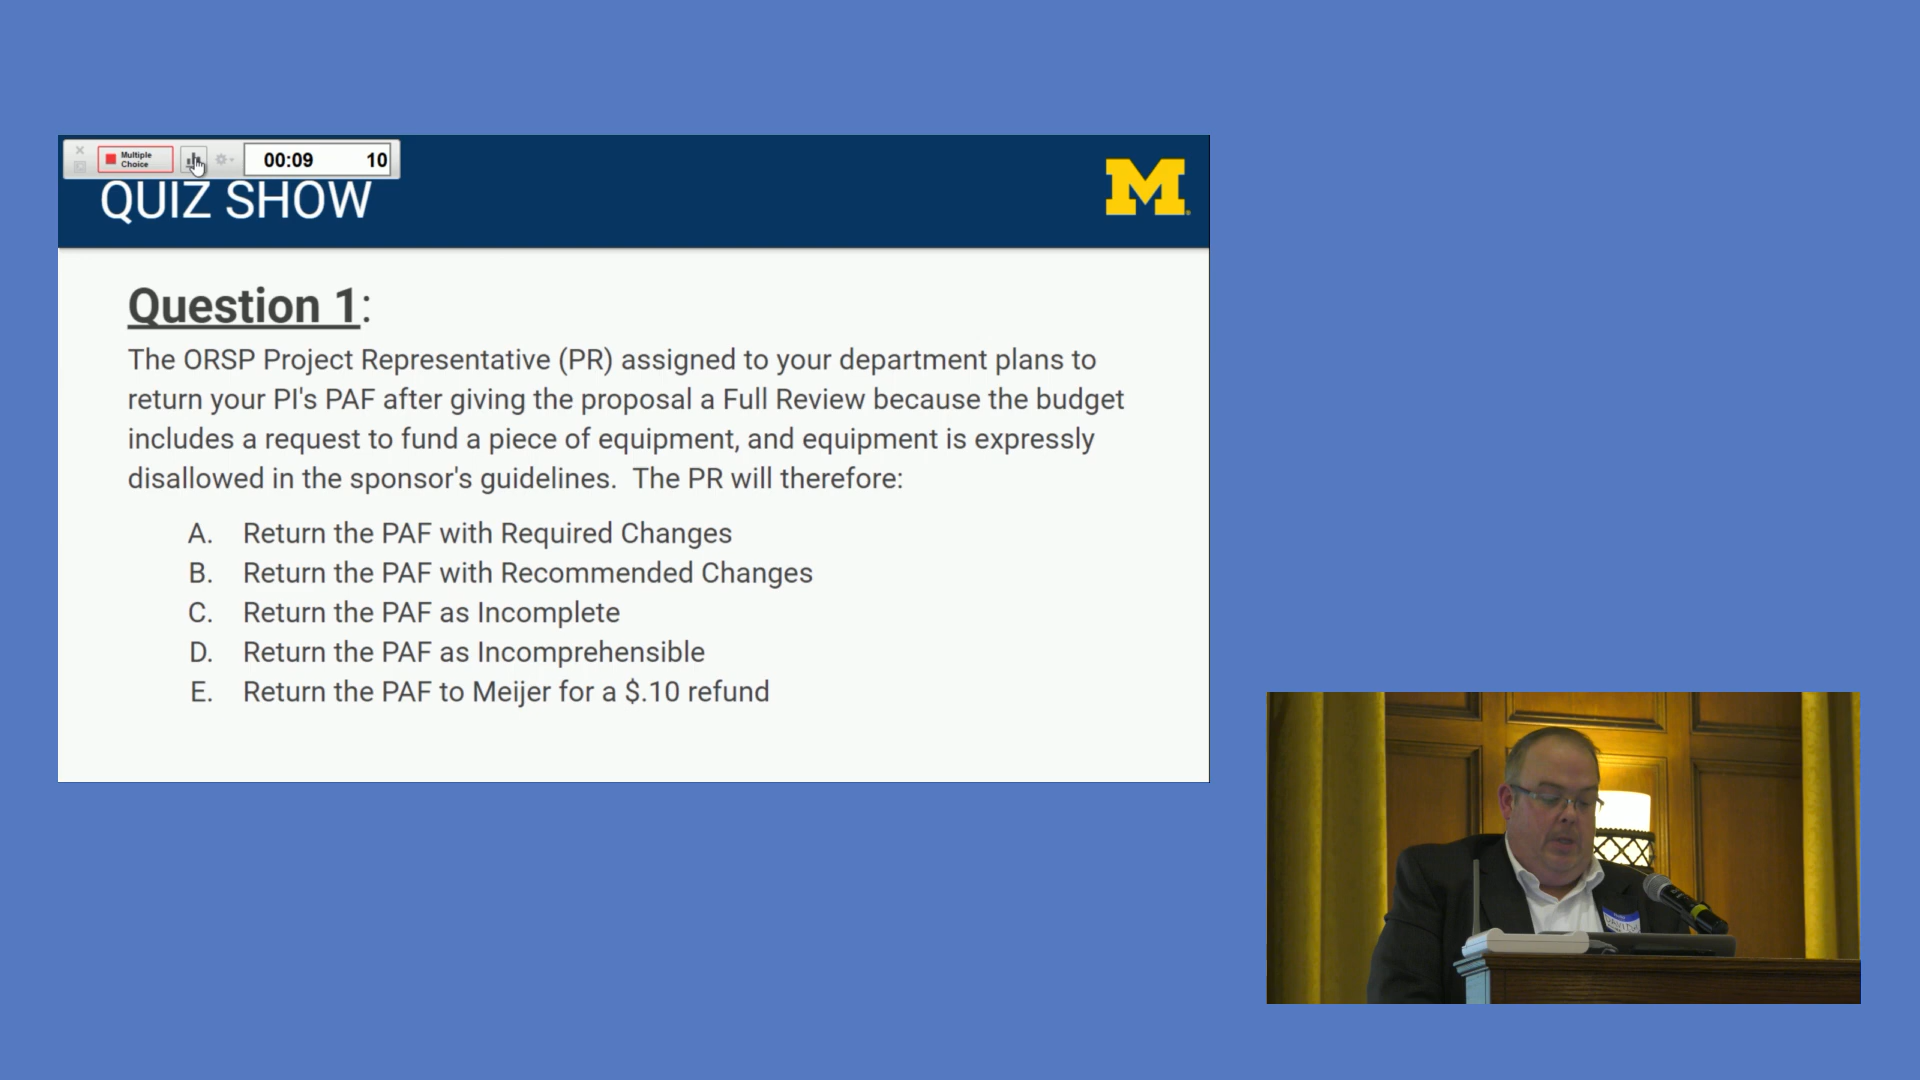 Multiple
Choice
00:09 10
QUIZ SHOW
M
Question 1:
The ORSP Project Representative (PR) assigned to your department plans to
return your PI's PAF after giving the proposal a Full Review because the budget
includes a request to fund a piece of equipment, and equipment is expressly
disallowed in the sponsor's guidelines. The PR will therefore:
A. Return the PAF with Required Changes
B. Return the PAF with Recommended Changes
C. Return the PAF as Incomplete
D. Return the PAF as Incomprehensible
E. Return the PAF to Meijer for a $.10 refund